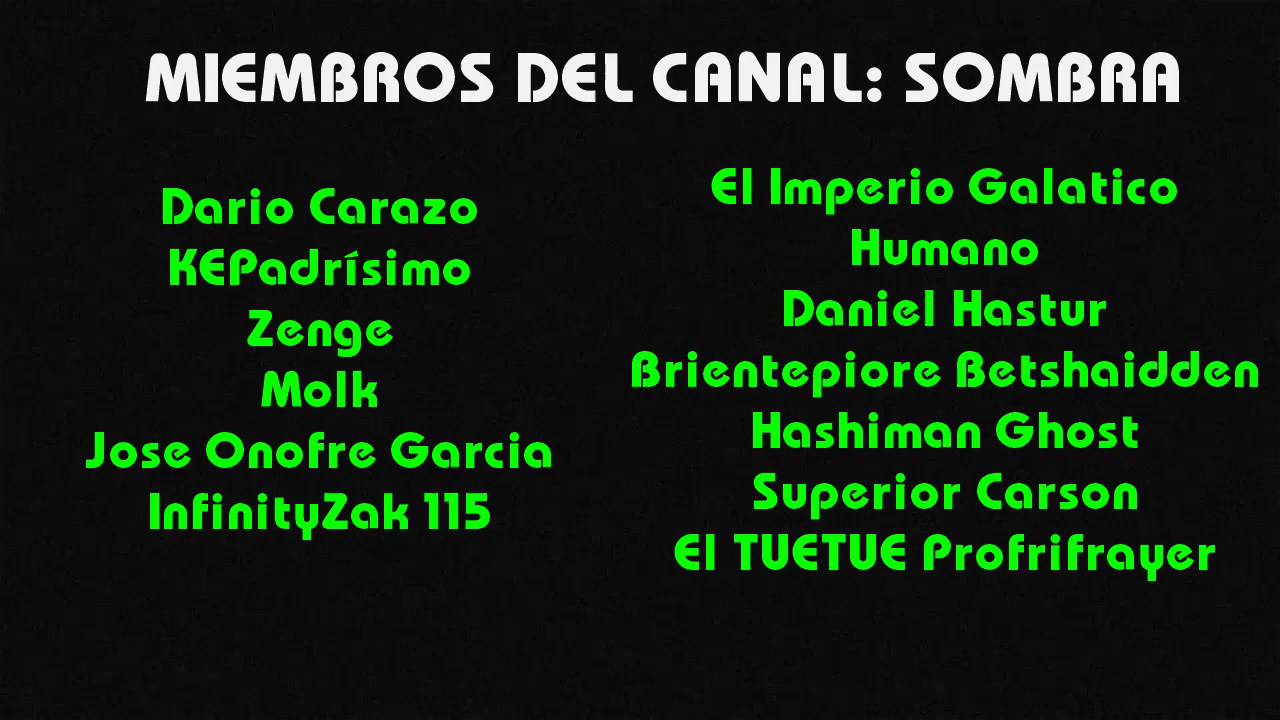 MIEMBROS DEL CANAL: SOMBRA
Dario Carazo
KEPadrísimo
Zenge
Molk
Jose Onofre Garcia
InfinityZak 115
El Imperio Galatico
Humano
Daniel Hastur
Brientepiore Betshaidden
Hashiman Ghost
Superior Carson
El TUETUE Profrifrayer